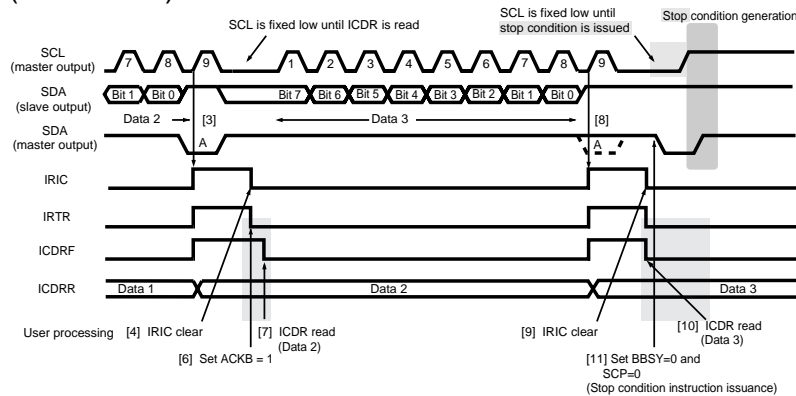 SCL is fixed low until ICDR is read
SCL is fixed low until
stop condition is issued
Stop condition generation
SCL
(master output)
7 8 9 1 2 3 4 5 6 7 8 9
SDA
(slave output)
Bit 1 Bit 0 Bit 7 Bit 6 Bit 5 Bit 4 Bit 3 Bit 2 Bit 1 Bit 0
Data 2 [3] Data 3 [8]
SDA
(master output)
A A
IRIC
IRTR
ICDRF
ICDRR
Data 1 Data 2 Data 3
User processing
[4] IRIC clear
[7] ICDR read
(Data 2)
[6] Set ACKB = 1
[9] IRIC clear
[10] ICDR read
(Data 3)
[11] Set BBSY=0 and
SCP=0
(Stop condition instruction issuance)